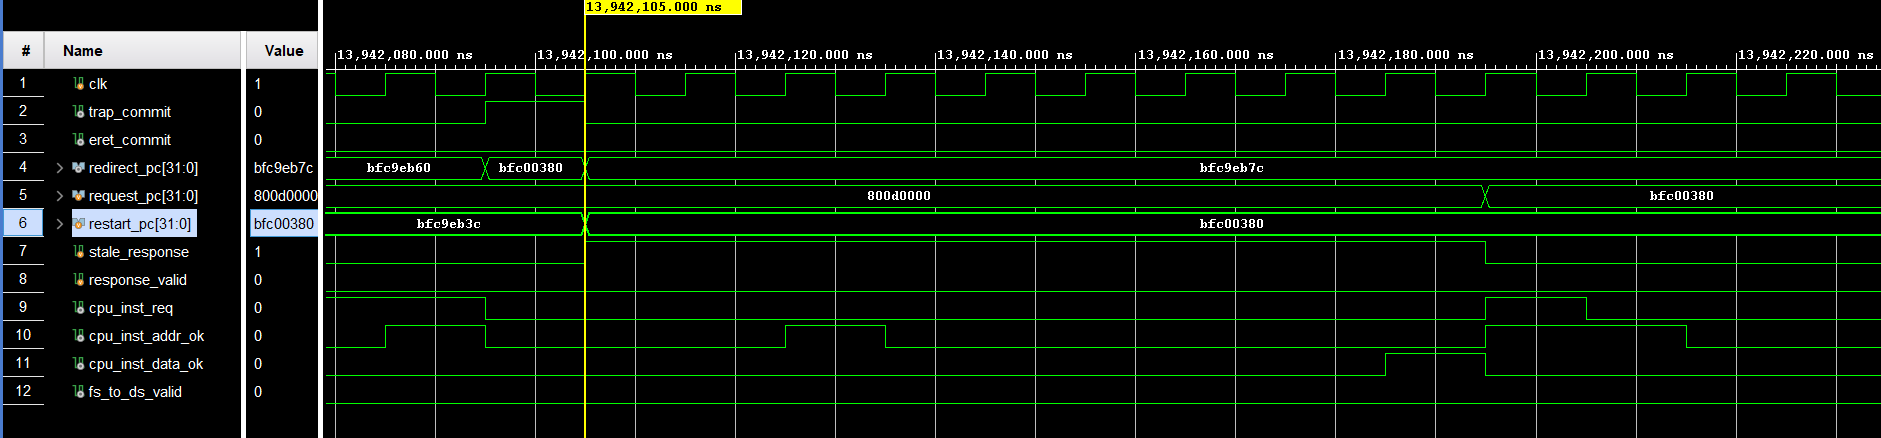 13,942,105.000 ns
# Name Value
13,942,080.000 ns 13,942,100.000 ns 13,942,120.000 ns 13,942,140.000 ns 13,942,160.000 ns 13,942,180.000 ns 13,942,200.000 ns 13,942,220.000 ns
1 clk 1
2 trap_commit 0
3 eret_commit 0
4 redirect_pc[31:0] bfc9eb7c bfc9eb60 bfc00380 bfc9eb7c
5 request_pc[31:0] 800d0000 800d0000 bfc00380
6 restart_pc[31:0] bfc00380 bfc9eb3c bfc00380
7 stale_response 1
8 response_valid 0
9 cpu_inst_req 0
10 cpu_inst_addr_ok 0
11 cpu_inst_data_ok 0
12 fs_to_ds_valid 0